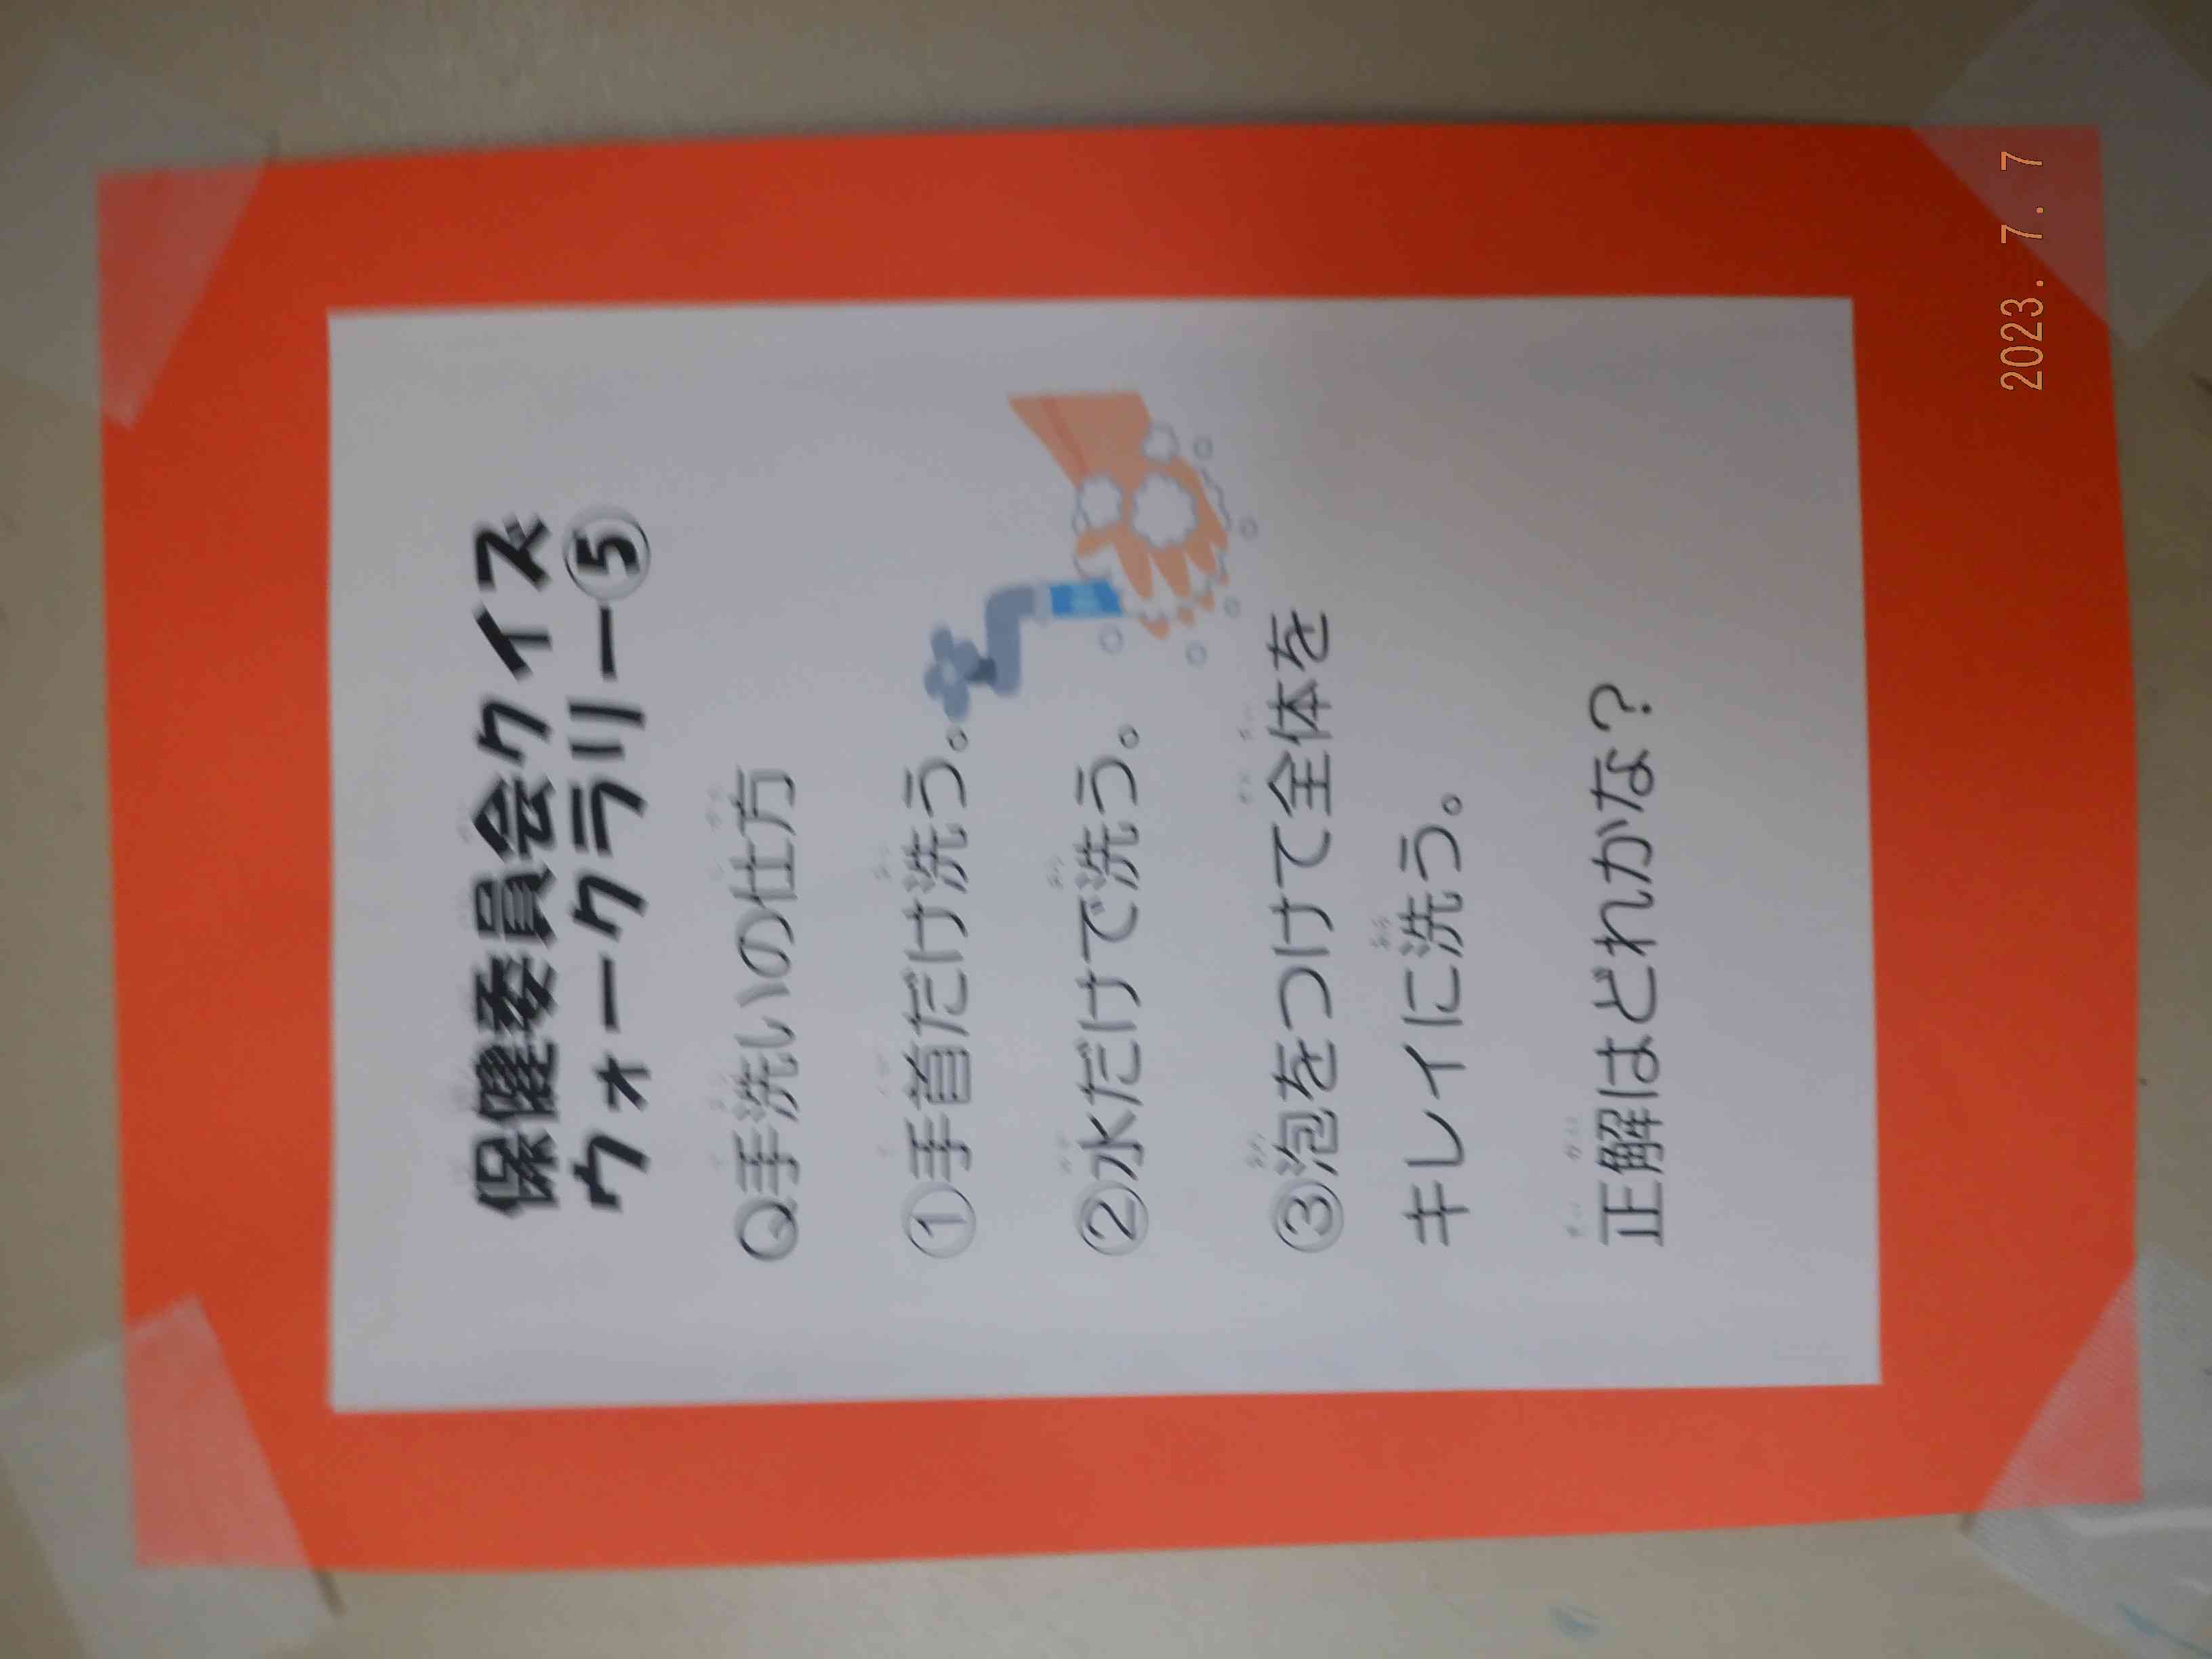 保健委員会クイズ
ウォークラリー⑤
Q手洗いの仕方
①手首だけ洗う。
②水だけで洗う。
③泡をつけて全体を
キレイに洗う。
正解はどれかな?
2023. 7. 7